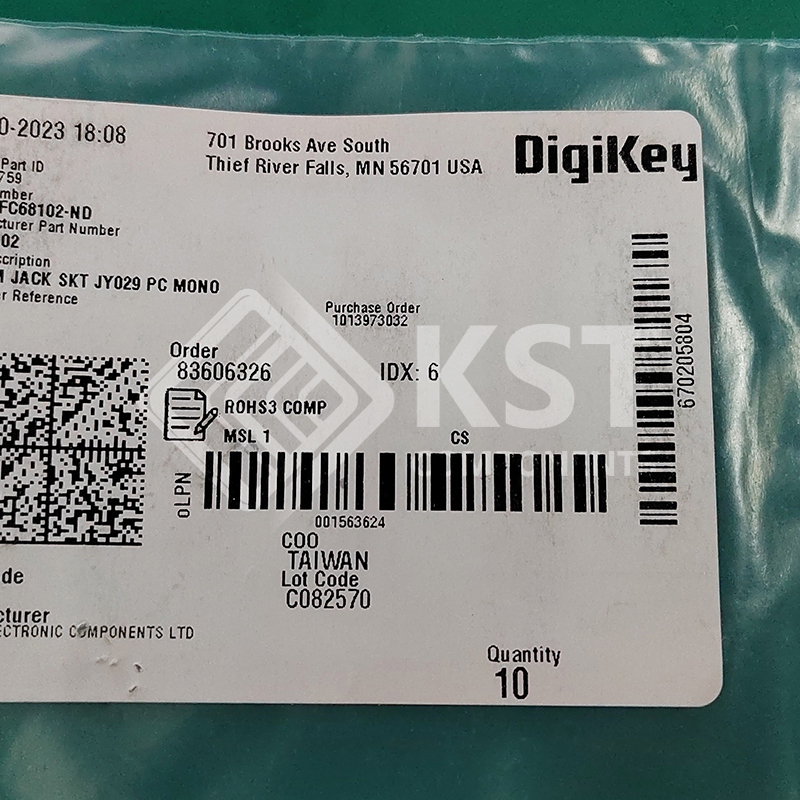 0-2023 18:08
701 Brooks Ave South
Thief River Falls, MN 56701 USA
DigiKey
Part ID
759
mber
FC68102-ND
cturer Part Number
02
cription
M JACK SKT JY029 PC MONO
er Reference
Purchase Order
1013973032
Order
83606326
IDX: 6
ROHS3 COMP
MSL 1
CS
oLPN
001563624
670205804
COO
TAIWAN
Lot Code
C082570
de
cturer
ECTRONIC COMPONENTS LTD
Quantity
10
KST
COMPONENTS